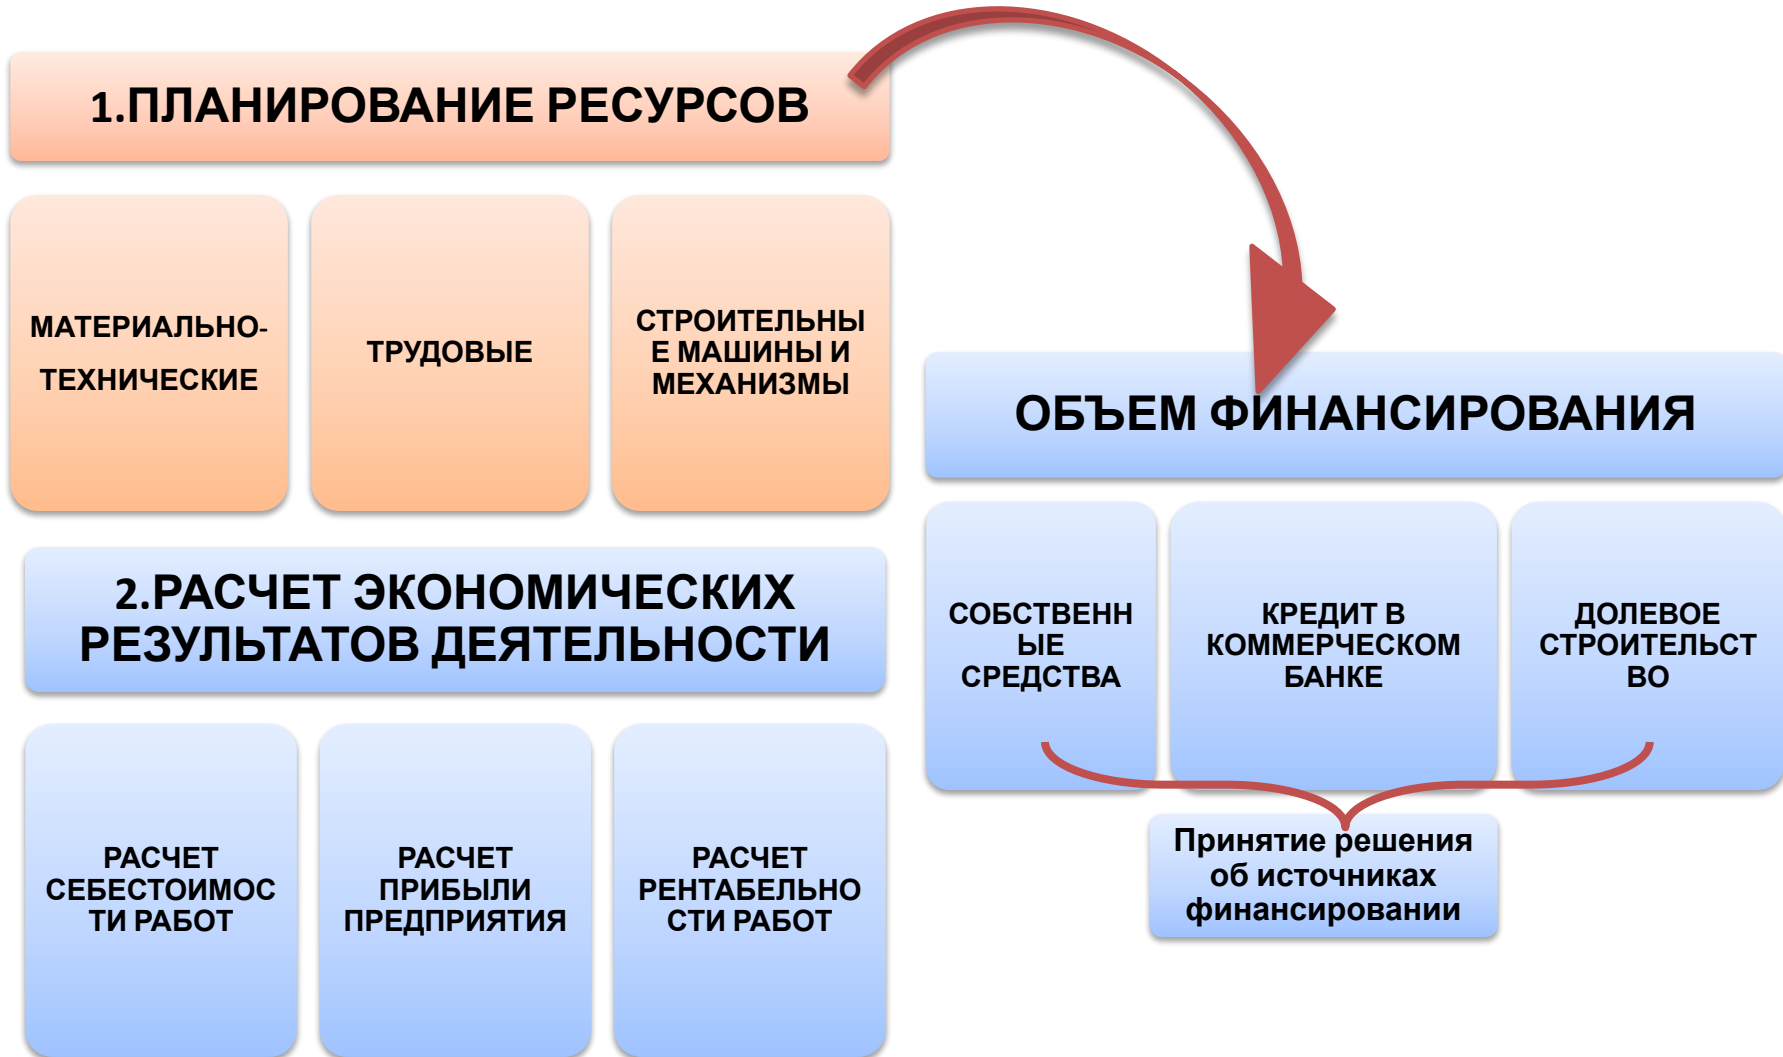 1.ПЛАНИРОВАНИЕ РЕСУРСОВ
МАТЕРИАЛЬНО-
ТЕХНИЧЕСКИЕ
ТРУДОВЫЕ
СТРОИТЕЛЬНЫ
Е МАШИНЫ И
МЕХАНИЗМЫ
2.РАСЧЕТ ЭКОНОМИЧЕСКИХ
РЕЗУЛЬТАТОВ ДЕЯТЕЛЬНОСТИ
РАСЧЕТ
СЕБЕСТОИМОС
ТИ РАБОТ
РАСЧЕТ
ПРИБЫЛИ
ПРЕДПРИЯТИЯ
РАСЧЕТ
РЕНТАБЕЛЬНО
СТИ РАБОТ
ОБЪЕМ ФИНАНСИРОВАНИЯ
СОБСТВЕНН
ЫЕ
СРЕДСТВА
КРЕДИТ В
КОММЕРЧЕСКОМ
БАНКЕ
ДОЛЕВОЕ
СТРОИТЕЛЬСТ
ВО
Принятие решения
об источниках
финансировании